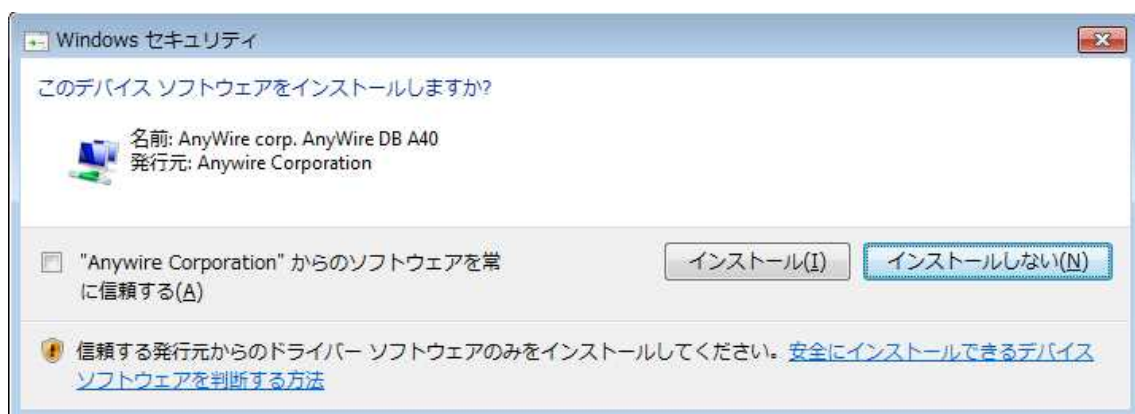 Windows セキュリティ
このデバイス ソフトウェアをインストールしますか?
名前: AnyWire corp. AnyWire DB A40
発行元: Anywire Corporation
"Anywire Corporation" からのソフトウェアを常
に信頼する(A)
インストール(I)
インストールしない(N)
信頼する発行元からのドライバー ソフトウェアのみをインストールしてください。安全にインストールできるデバイス
ソフトウェアを判断する方法